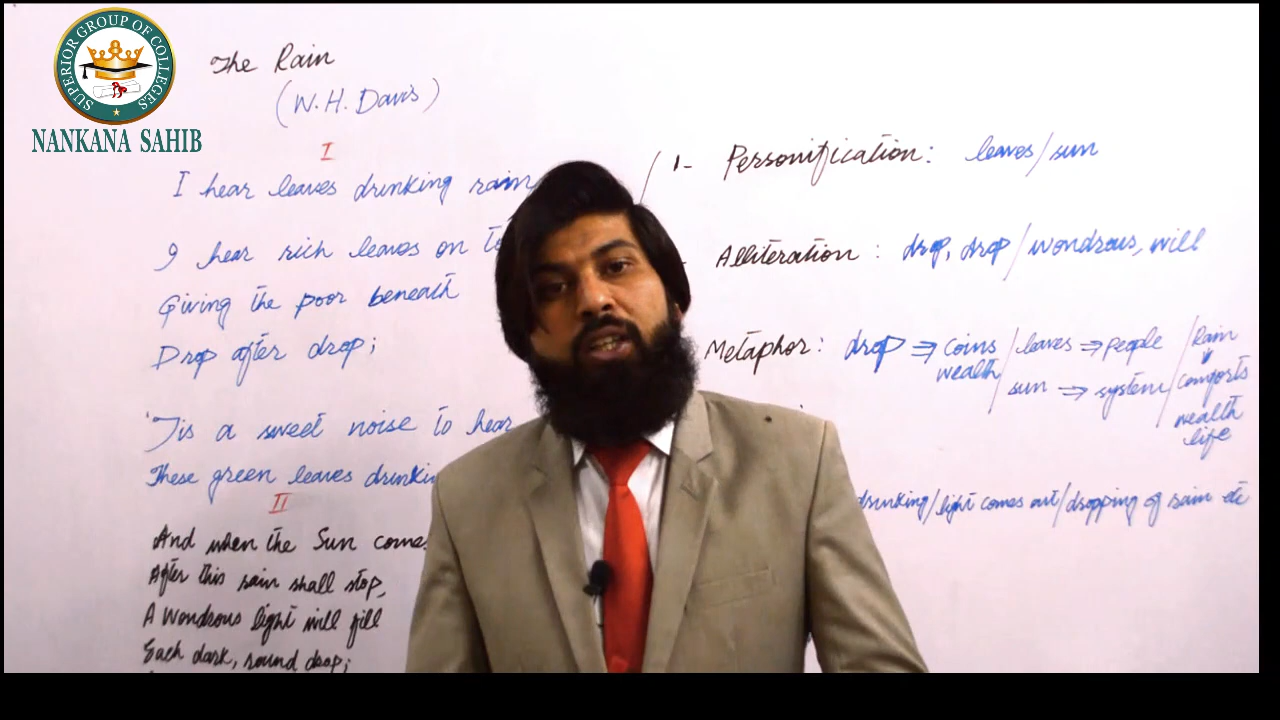 SUPERIOR GROUP OF COLLEGES
NANKANA SAHIB
The Rain
(W.H. Davis)
I
I hear leaves drinking rain
I hear rich leaves on to
Giving the poor beneath
Drop after drop;
'Tis a sweet noise to hear
These green leaves drinkin
II
And when the Sun comes
After this rain shall stop,
A Wondrous light will fill
Each dark, round drop;
1- Personification: leaves/sun
Alliteration: drop, drop/wondrous, will
Metaphor: drop ⇒ coins wealth/leaves ⇒ people
sun ⇒ system
Rain
comforts
wealth
life
drinking/light comes out/dropping of rain etc